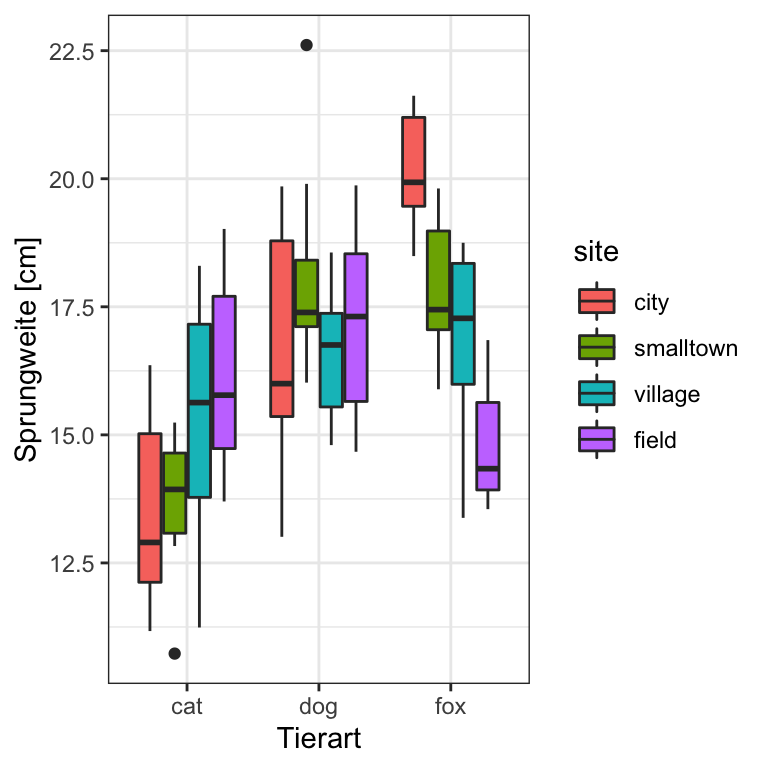 22.5
20.0
17.5
15.0
12.5
Sprungweite [cm]
cat dog fox
Tierart
site
city
smalltown
village
field